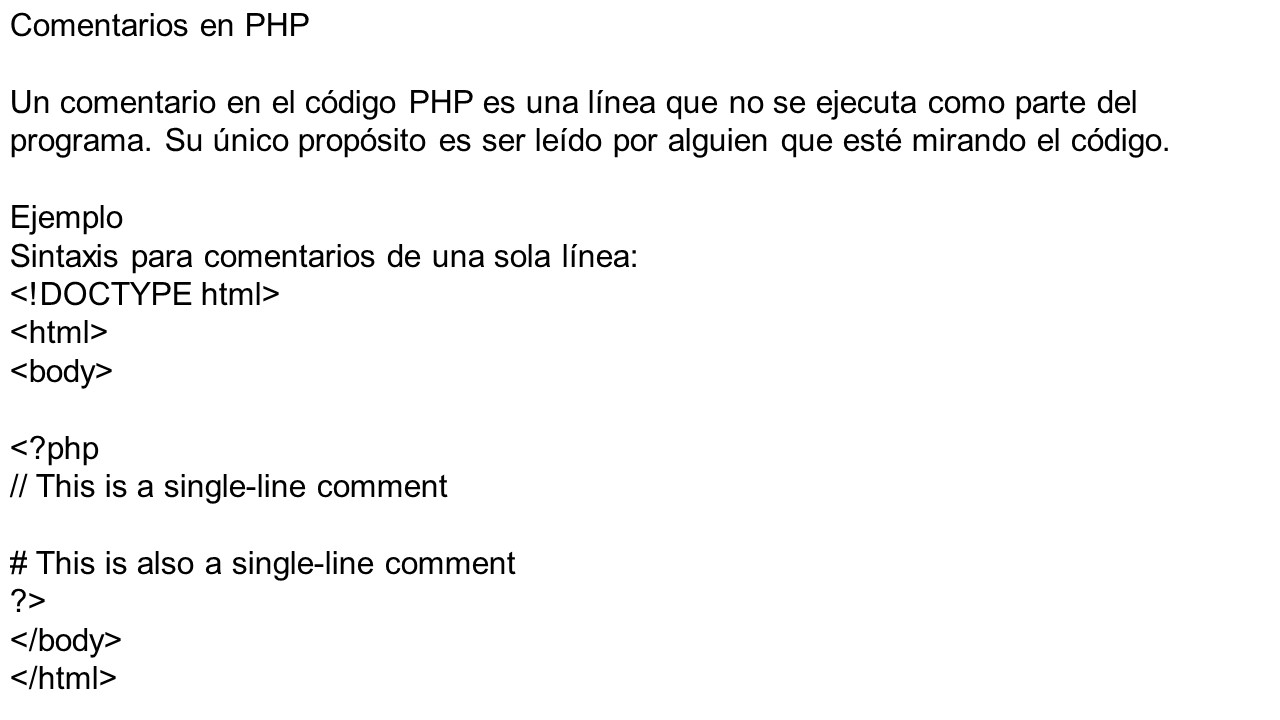 Comentarios en PHP
Un comentario en el código PHP es una línea que no se ejecuta como parte del
programa. Su único propósito es ser leído por alguien que esté mirando el código.
Ejemplo
Sintaxis para comentarios de una sola línea:
<!DOCTYPE html>
<html>
<body>
<?php
// This is a single-line comment
# This is also a single-line comment
?>
</body>
</html>